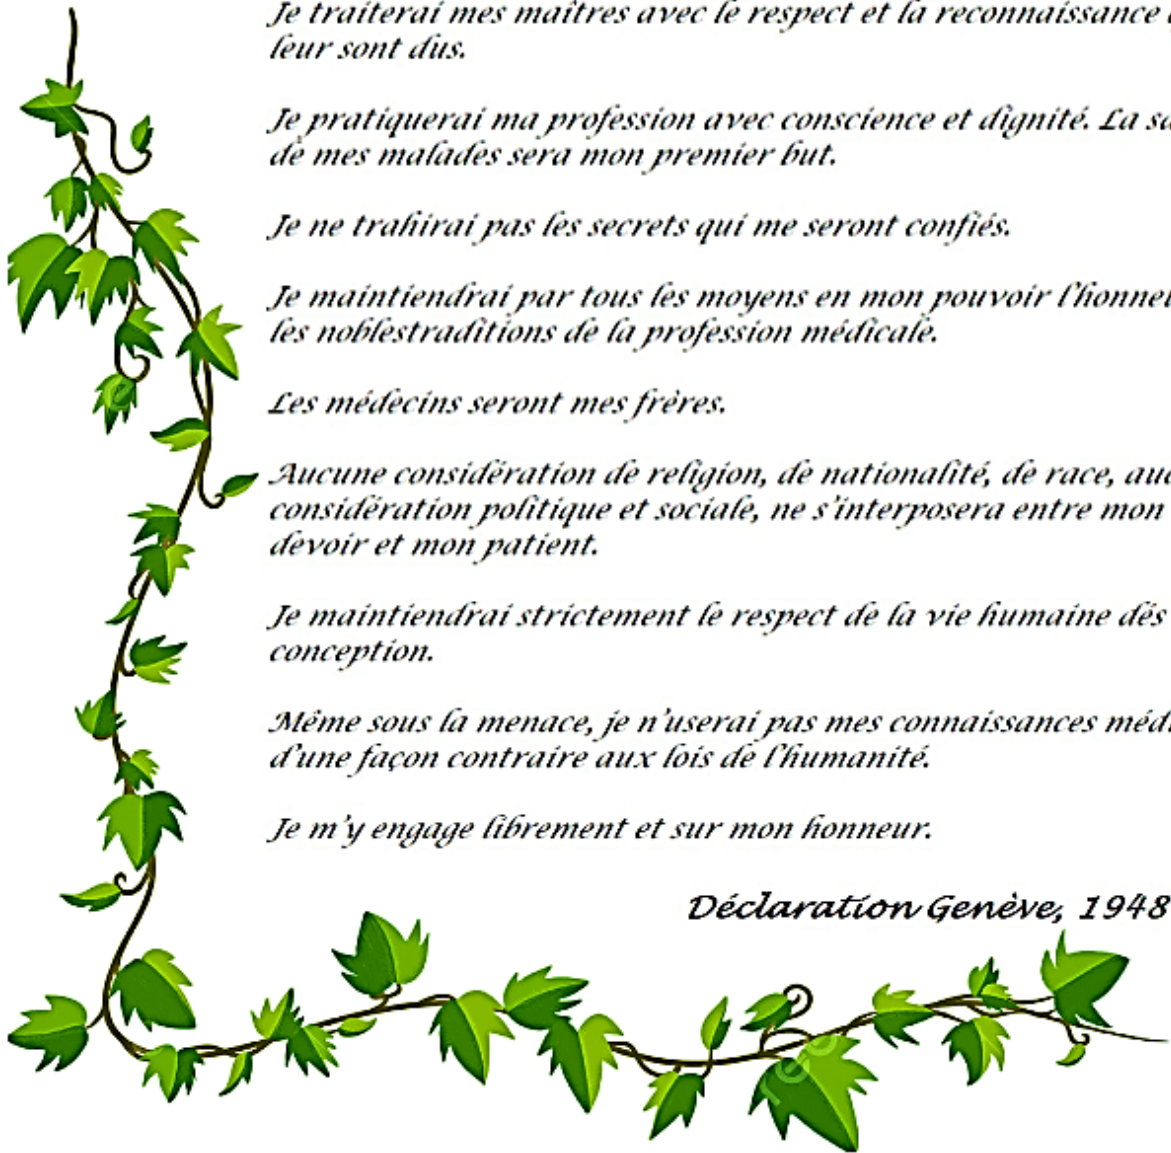 Je traiterai mes maîtres avec le respect et la reconnaissance
leur sont dus.
Je pratiquerai ma profession avec conscience et dignité. La
de mes malades sera mon premier but.
Je ne trahirai pas les secrets qui me seront confiés.
Je maintiendrai par tous les moyens en mon pouvoir
les noblestraditions de la profession médicale.
Les médecins seront mes frères.
Aucune considération de religion, de nationalité, de race,
considération politique et sociale, ne s'interposera entre mon
devoir et mon patient.
Je maintiendrai strictement le respect de la vie humaine dés
conception.
Même sous la menace, je n'userai pas mes connaissances
d'une façon contraire aux lois de l'humanité.
Je m'y engage librement et sur mon honneur.
Déclaration Genève, 1948